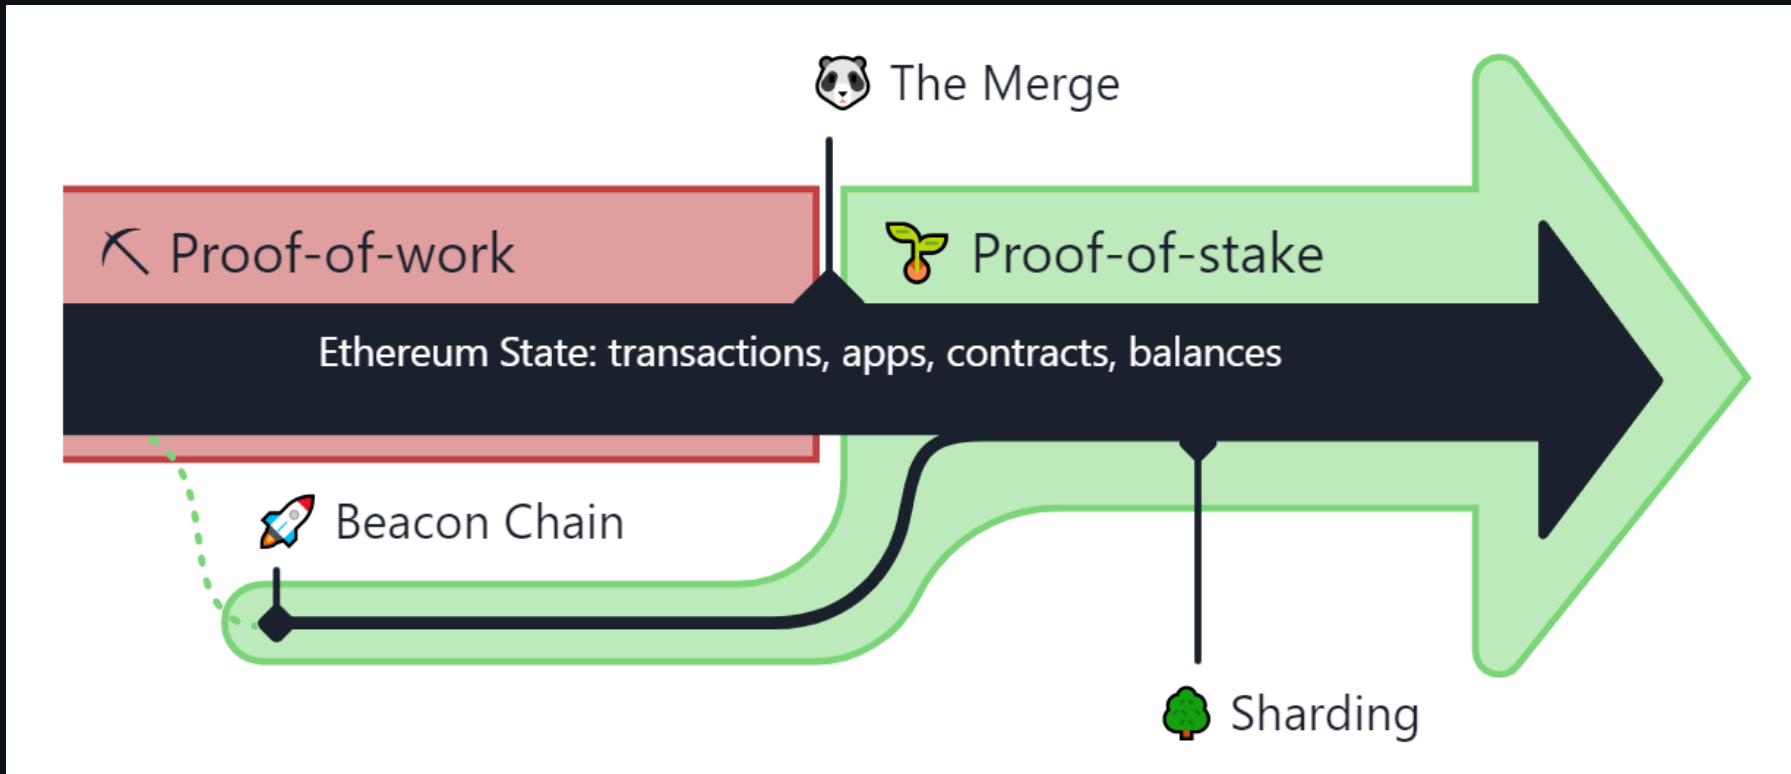 The Merge
Proof-of-work
Proof-of-stake
Ethereum State: transactions, apps, contracts, balances
Beacon Chain
Sharding